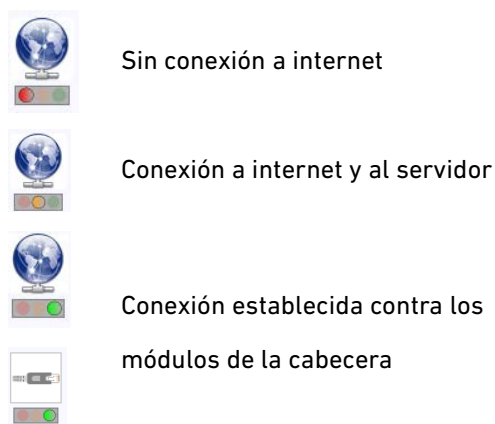 Sin conexión a internet
Conexión a internet y al servidor
Conexión establecida contra los
módulos de la cabecera